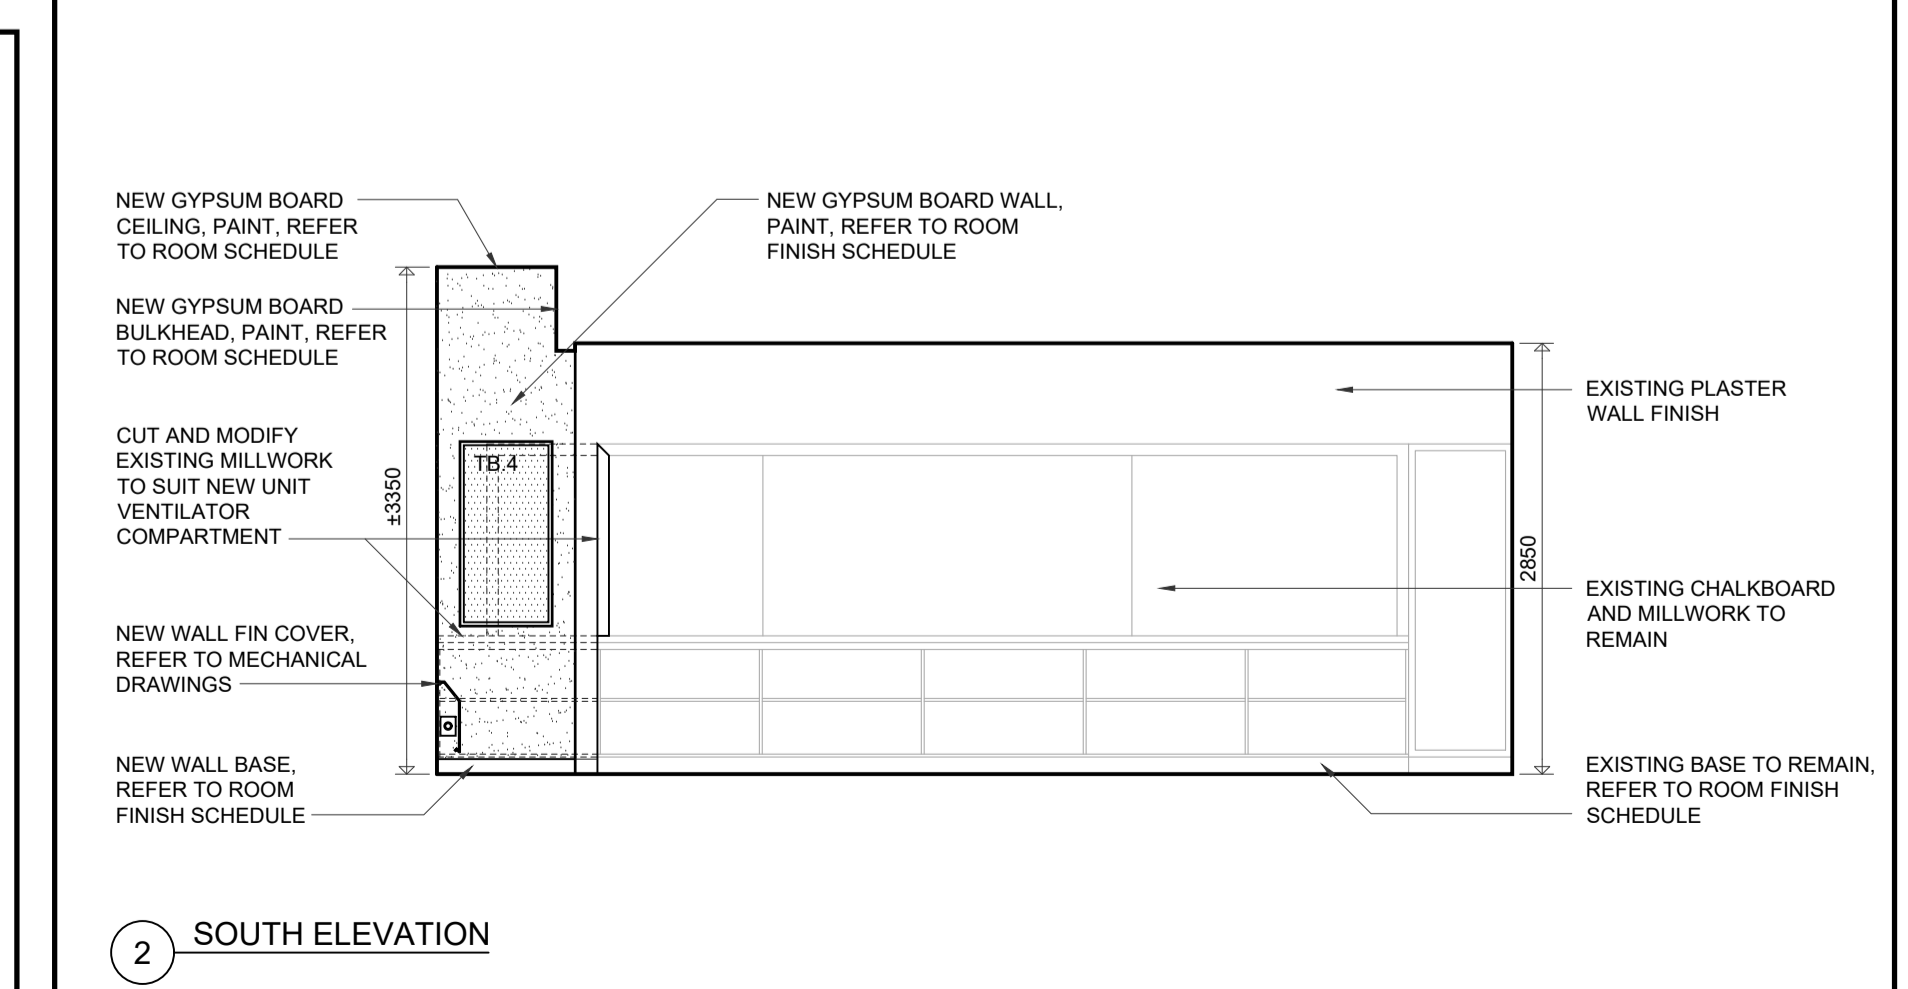 NEW GYPSUM BOARD
CEILING, PAINT, REFER
TO ROOM SCHEDULE
NEW GYPSUM BOARD WALL,
PAINT, REFER TO ROOM
FINISH SCHEDULE
NEW GYPSUM BOARD
BULKHEAD, PAINT, REFER
TO ROOM SCHEDULE
EXISTING PLASTER
WALL FINISH
CUT AND MODIFY
EXISTING MILLWORK
TO SUIT NEW UNIT
VENTILATOR
COMPARTMENT
±3350
TB.4
2850
EXISTING CHALKBOARD
AND MILLWORK TO
REMAIN
NEW WALL FIN COVER,
REFER TO MECHANICAL
DRAWINGS
NEW WALL BASE,
REFER TO ROOM
FINISH SCHEDULE
EXISTING BASE TO REMAIN,
REFER TO ROOM FINISH
SCHEDULE
2 SOUTH ELEVATION